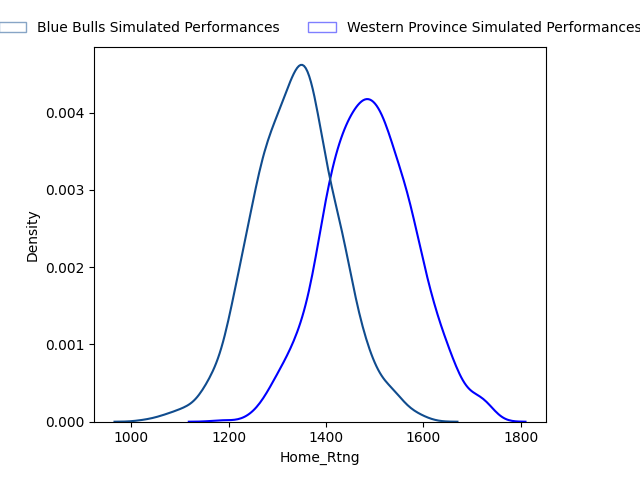 Blue Bulls Simulated Performances Western Province Simulated Performances
0.004
0.003
0.002
0.001
0.000
Density
1000 1200 1400 1600 1800
Home_Rtng